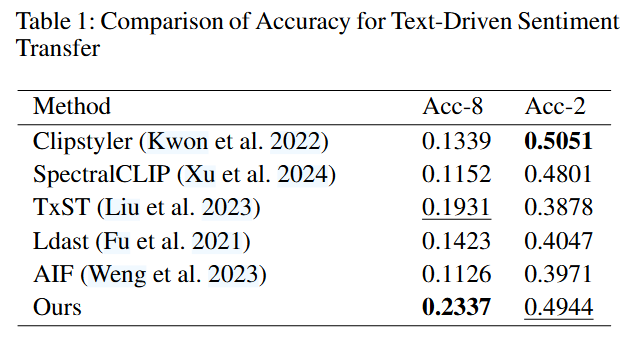 Table 1: Comparison of Accuracy for Text-Driven Sentiment
Transfer
Method Acc-8 Acc-2
Clipstyler (Kwon et al. 2022) 0.1339 0.5051
SpectralCLIP (Xu et al. 2024) 0.1152 0.4801
TxST (Liu et al. 2023) 0.1931 0.3878
Ldast (Fu et al. 2021) 0.1423 0.4047
AIF (Weng et al. 2023) 0.1126 0.3971
Ours 0.2337 0.4944